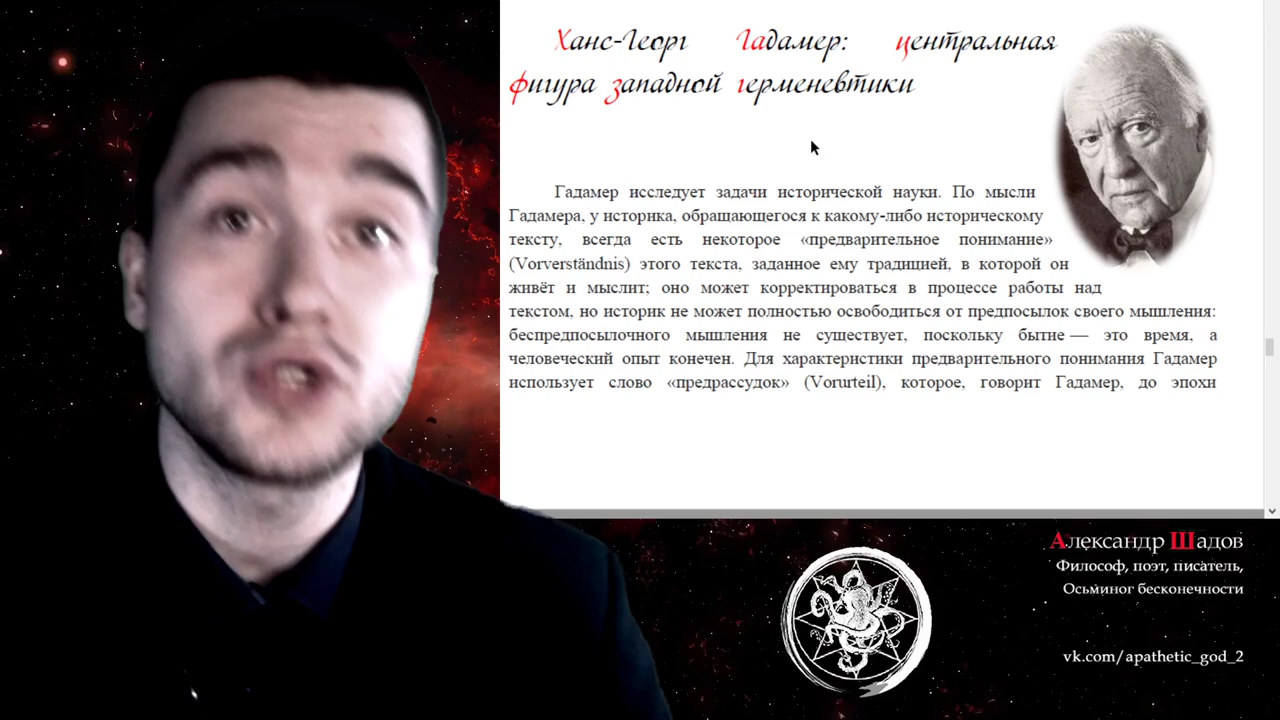 Ханс-Георг Гадамер: центральная
фигура западной герменевтики
Гадамер исследует задачи исторической науки. По мысли
Гадамера, у историка, обращающегося к какому-либо историческому
тексту, всегда есть некоторое «предварительное понимание»
(Vorverständnis) этого текста, заданное ему традицией, в которой он
живёт и мыслит; оно может корректироваться в процессе работы над
текстом, но историк не может полностью освободиться от предпосылок своего мышления:
беспредпосылочного мышления не существует, поскольку бытие — это время, а
человеческий опыт конечен. Для характеристики предварительного понимания Гадамер
использует слово «предрассудок» (Vorurteil), которое, говорит Гадамер, до эпохи
Александр Шадов
Философ, поэт, писатель,
Осьминог бесконечности
vk.com/apathetic_god_2